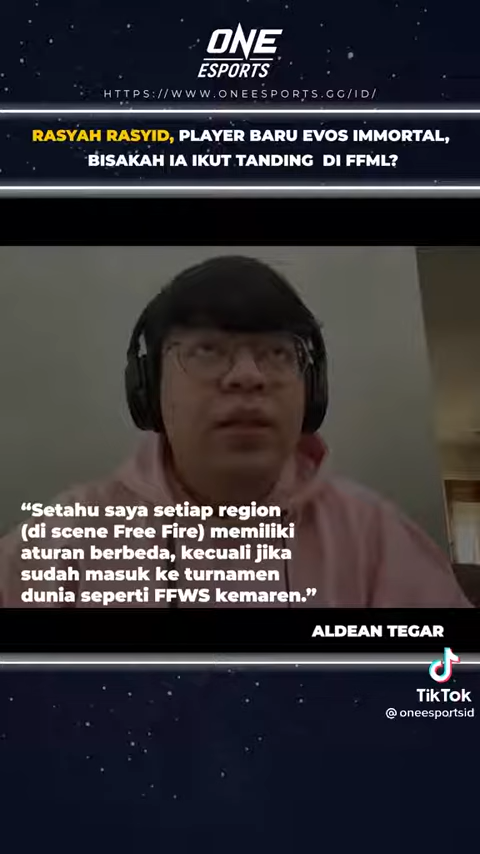 ONE
ESPORTS
HTTPS://WWW.ONEESPORTS.GG/ID/
RASYAH RASYID, PLAYER BARU EVOS IMMORTAL,
BISAKAH IA IKUT TANDING DI FFML?
“Setahu saya setiap region
(di scene Free Fire) memiliki
aturan berbeda, kecuali jika
sudah masuk ke turnamen
dunia seperti FFWS kemaren.”
ALDEAN TEGAR
TikTok
@oneesportsid